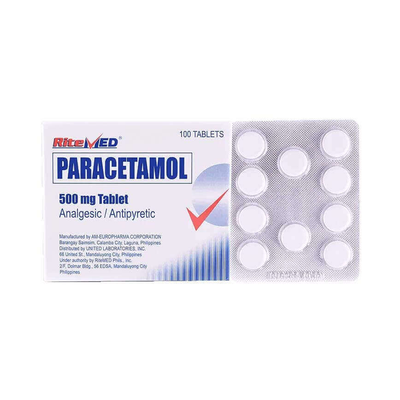 RiteMED®
100 TABLETS
PARACETAMOL
500 mg Tablet
Analgesic / Antipyretic
Manufactured by AM-EUROPHARMA CORPORATION
Barangay Saimsim, Calamba City, Laguna, Philippines
Distributed by UNITED LABORATORIES, INC.
66 United St., Mandaluyong City, Philippines
Under authority by RiteMED Phils., Inc.
2/F, Dolmar Bldg., 56 EDSA, Mandaluyong City
Philippines